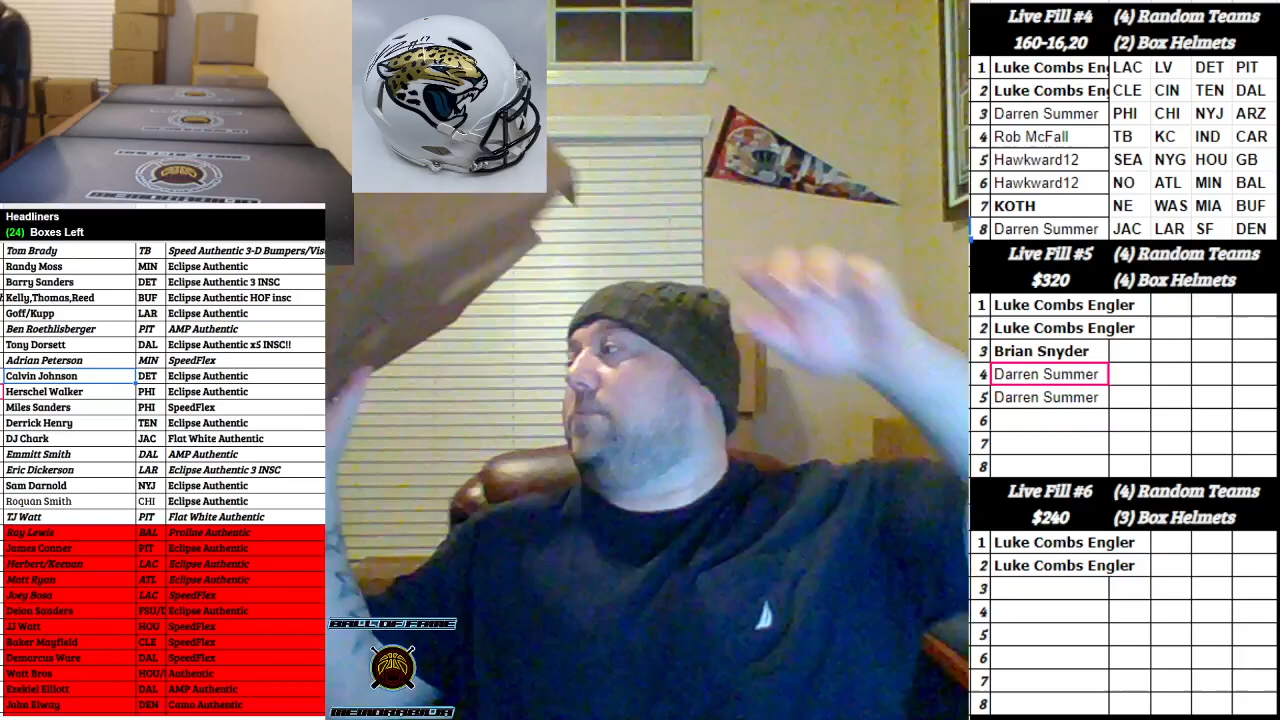 Headliners
(24) Boxes Left
Tom Brady TB Speed Authentic 3-D Bumpers/Vis
Randy Moss MIN Eclipse Authentic
Barry Sanders DET Eclipse Authentic 3 INSC
Kelly,Thomas,Reed BUF Eclipse Authentic HOF insc
Goff/Kupp LAR Eclipse Authentic
Ben Roethlisberger PIT AMP Authentic
Tony Dorsett DAL Eclipse Authentic x5 INSC!!
Adrian Peterson MIN SpeedFlex
Calvin Johnson DET Eclipse Authentic
Herschel Walker PHI Eclipse Authentic
Miles Sanders PHI SpeedFlex
Derrick Henry TEN Eclipse Authentic
DJ Chark JAC Flat White Authentic
Emmitt Smith DAL AMP Authentic
Eric Dickerson LAR Eclipse Authentic 3 INSC
Sam Darnold NYJ Eclipse Authentic
Roquan Smith CHI Eclipse Authentic
TJ Watt PIT Flat White Authentic
Ray Lewis BAL Proline Authentic
James Conner PIT Eclipse Authentic
Herbert/Keenan LAC Eclipse Authentic
Matt Ryan ATL Eclipse Authentic
Joey Bosa LAC SpeedFlex
Deion Sanders FSU/ Eclipse Authentic
JJ Watt HOU SpeedFlex
Baker Mayfield CLE SpeedFlex
Demarcus Ware DAL SpeedFlex
Watt Bros HOU/ Authentic
Ezekiel Elliott DAL AMP Authentic
John Elway DEN Camo Authentic
BALL OF FAME
MEMORABILIA
Live Fill #4 (4) Random Teams
160-16,20 (2) Box Helmets
1 Luke Combs Eng LAC LV DET PIT
2 Luke Combs Eng CLE CIN TEN DAL
3 Darren Summer PHI CHI NYJ ARZ
4 Rob McFall TB KC IND CAR
5 Hawkward12 SEA NYG HOU GB
6 Hawkward12 NO ATL MIN BAL
7 KOTH NE WAS MIA BUF
8 Darren Summer JAC LAR SF DEN
Live Fill #5 (4) Random Teams
$320 (4) Box Helmets
1 Luke Combs Engler
2 Luke Combs Engler
3 Brian Snyder
4 Darren Summer
5 Darren Summer
6
7
8
Live Fill #6 (4) Random Teams
$240 (3) Box Helmets
1 Luke Combs Engler
2 Luke Combs Engler
3
4
5
6
7
8